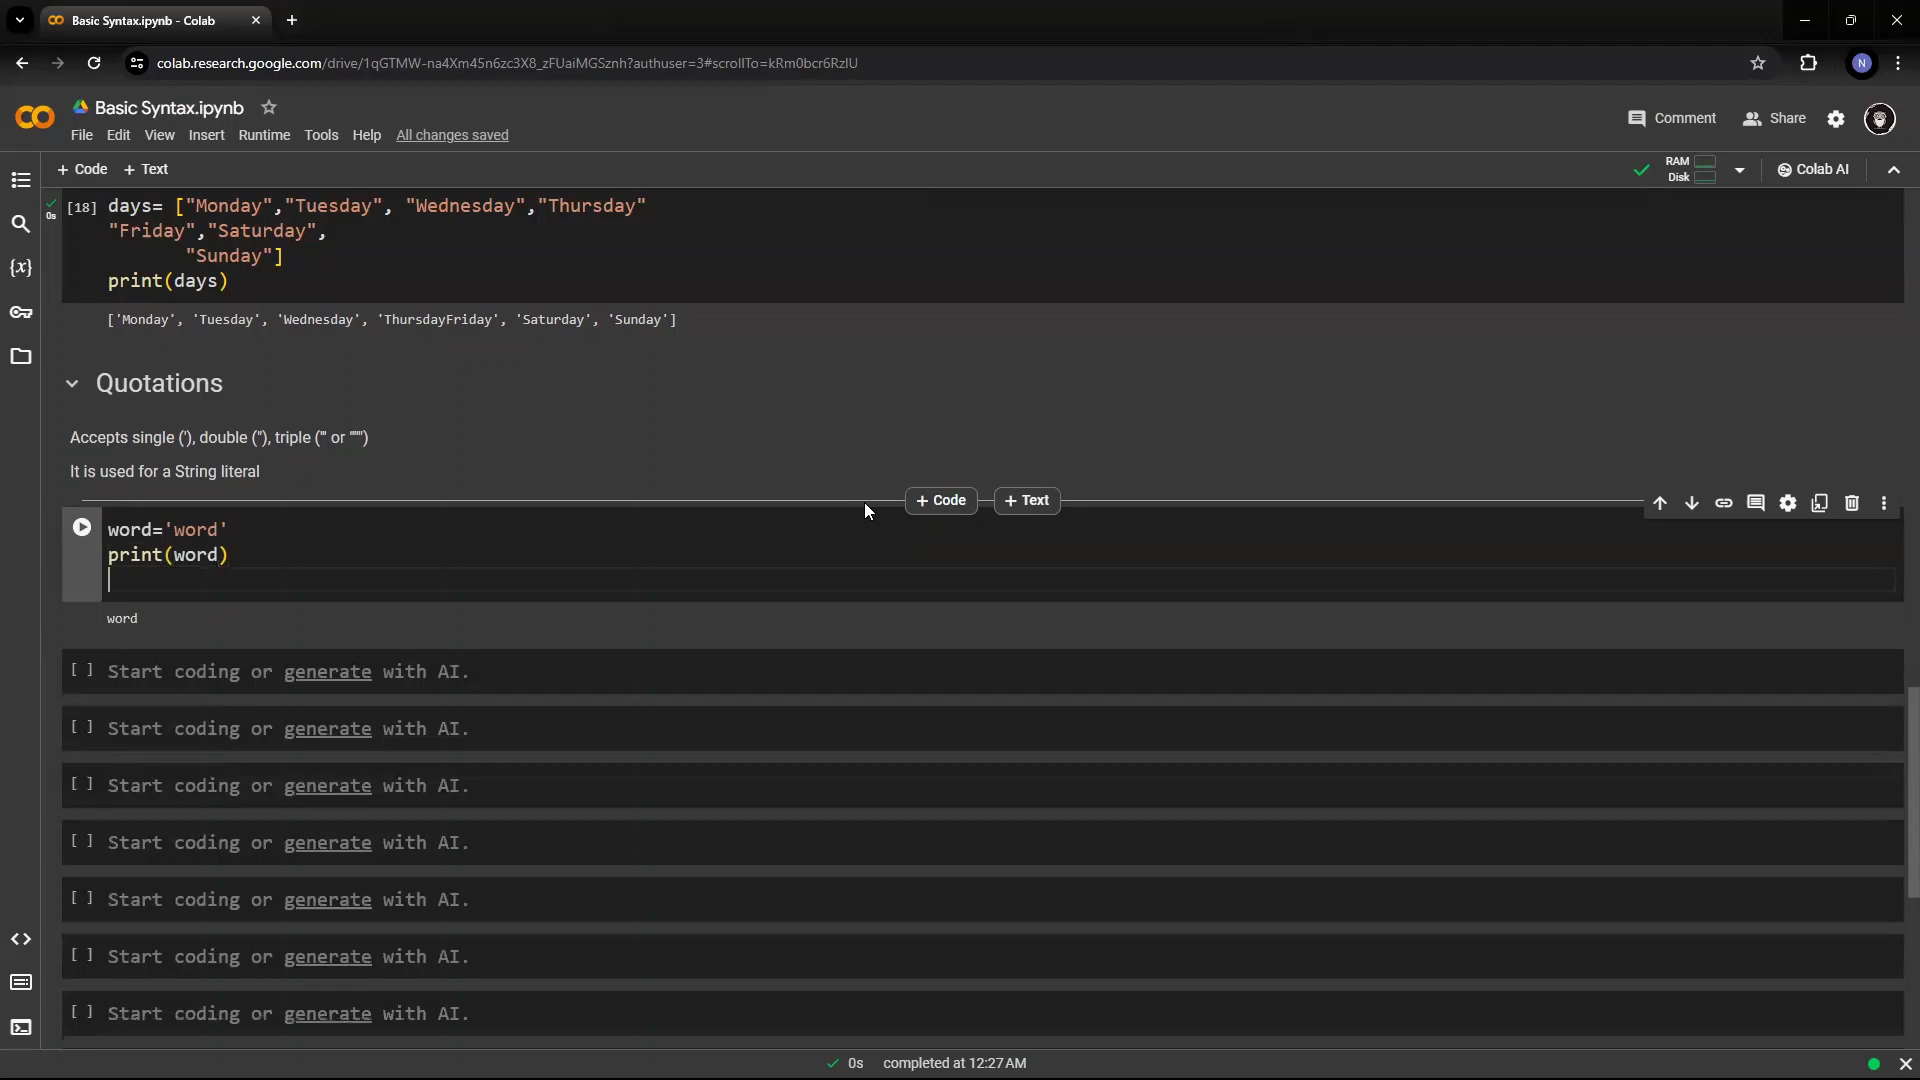 Basic Syntax.ipynb - Colab
colab.research.google.com/drive/1qGTMW-na4Xm45n6zc3X8_zFUaiMGSznh?authuser=3#scrollTo=kRm0bcr6RzIU
N
Basic Syntax.ipynb
File Edit View Insert Runtime Tools Help All changes saved
Comment Share
+ Code + Text
RAM
Disk
Colab AI
0s
[18] days= ["Monday","Tuesday", "Wednesday","Thursday"
"Friday","Saturday",
"Sunday"]
print(days)
['Monday', 'Tuesday', 'Wednesday', 'ThursdayFriday', 'Saturday', 'Sunday']
Quotations
Accepts single ('), double ("), triple (''' or """)
It is used for a String literal
+ Code + Text
word='word'
print(word)
word
[ ] Start coding or generate with AI.
[ ] Start coding or generate with AI.
[ ] Start coding or generate with AI.
[ ] Start coding or generate with AI.
[ ] Start coding or generate with AI.
[ ] Start coding or generate with AI.
[ ] Start coding or generate with AI.
0s completed at 12:27 AM